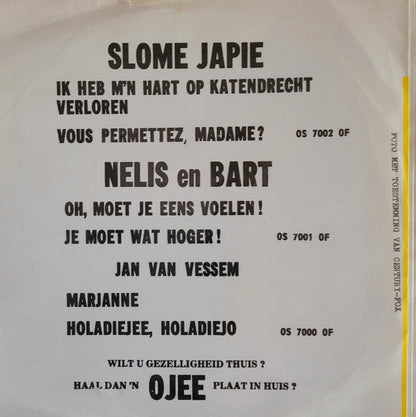 SLOME JAPIE
IK HEB M'N HART OP KATENDRECHT
VERLOREN
VOUS PERMETTEZ, MADAME? OS 7002 OF
NELIS en BART
OH, MOET JE EENS VOELEN!
JE MOET WAT HOGER! OS 7001 OF
JAN VAN VESSEM
MARJANNE
HOLADIEJEE, HOLADIEJO OS 7000 OF
WILT U GEZELLIGHEID THUIS?
HAAL DAN 'N OJEE PLAAT IN HUIS?
FOTO MET TOESTEMMING VAN CENTURY-FOX